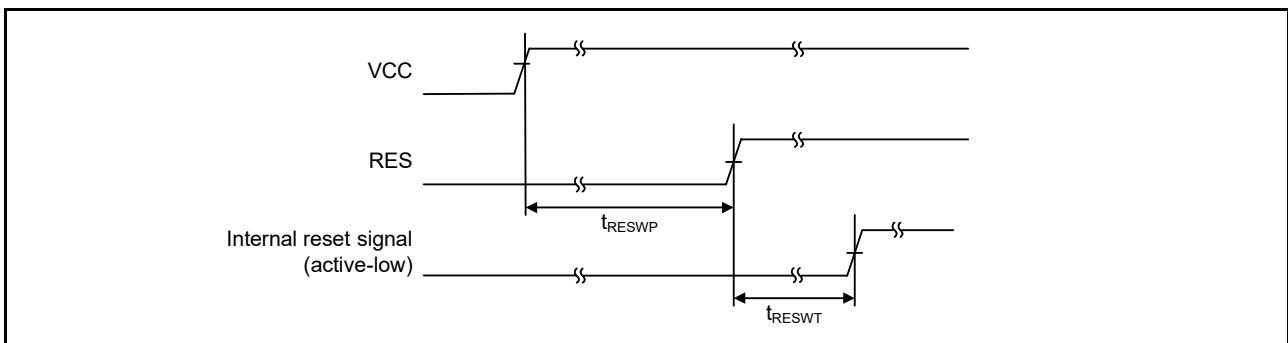 VCC
RES
tRESWP
Internal reset signal
(active-low)
tRESWT